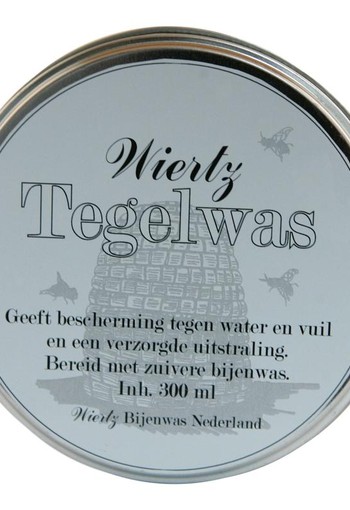 Wiertz
Tegelwas
Geeft bescherming tegen water en vuil
en een verzorgde uitstraling.
Bereid met zuivere bijenwas.
Inh. 300 ml
Wiertz Bijenwas Nederland